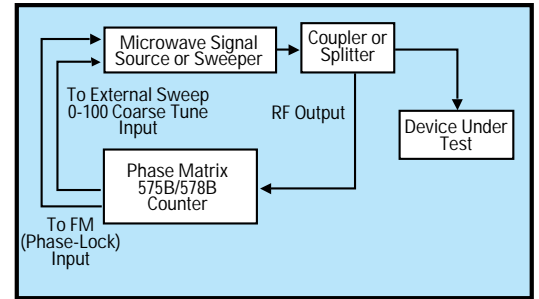 Microwave Signal
Source or Sweeper
Coupler or
Splitter
To External Sweep
0-100 Coarse Tune
Input
RF Output
Device Under
Test
Phase Matrix
575B/578B
Counter
To FM
(Phase-Lock)
Input